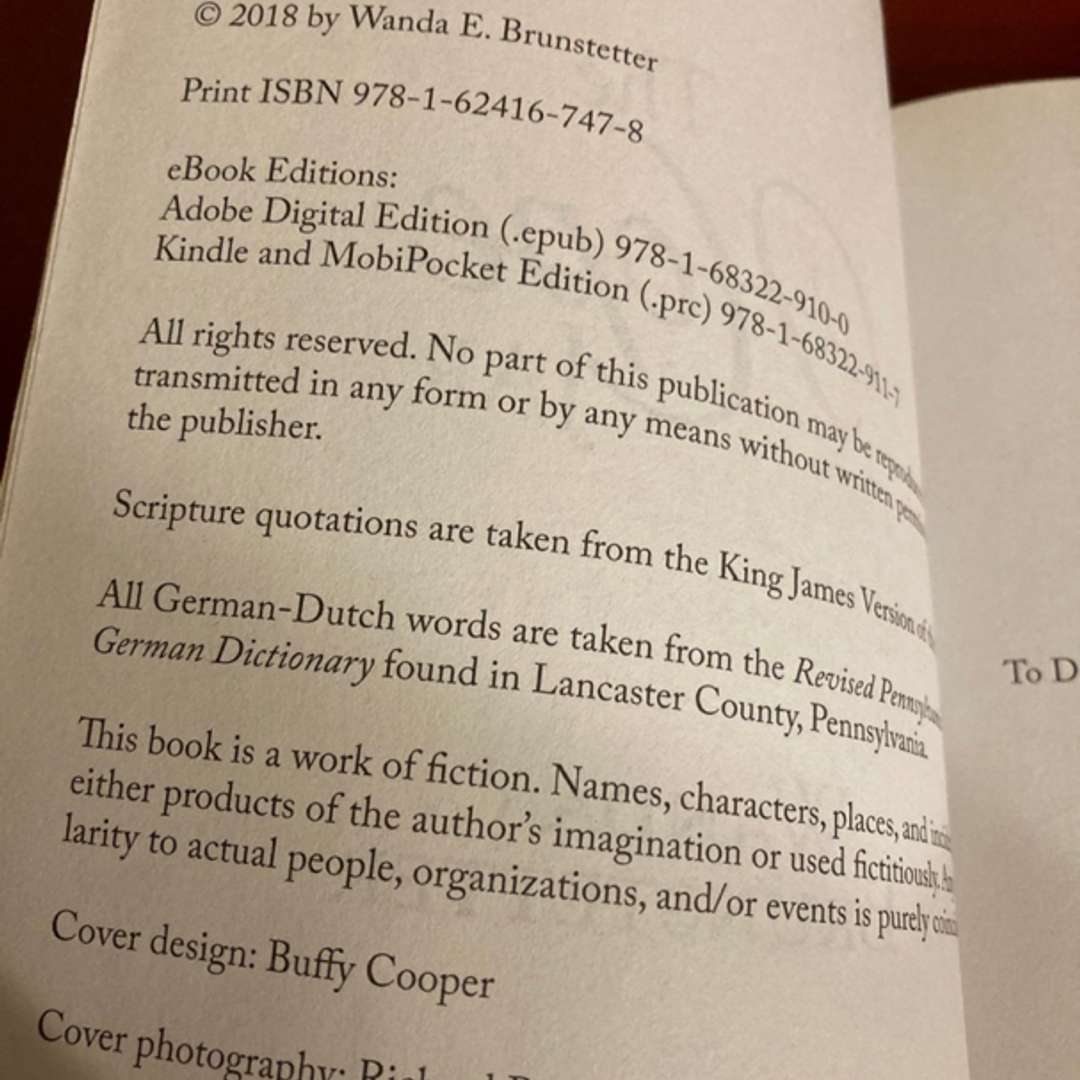 © 2018 by Wanda E. Brunstetter
Print ISBN 978-1-62416-747-8
eBook Editions:
Adobe Digital Edition (.epub) 978-1-68322-910-0
Kindle and MobiPocket Edition (.prc) 978-1-68322-911-7
All rights reserved. No part of this publication may be
transmitted in any form or by any means without written
the publisher.
Scripture quotations are taken from the King James Version of
All German-Dutch words are taken from the Revised
German Dictionary found in Lancaster County, Pennsylvania.
This book is a work of fiction. Names, characters, places, and
either products of the author's imagination or used fictitiously.
larity to actual people, organizations, and/or events is purely
Cover design: Buffy Cooper
Cover photography:
To D